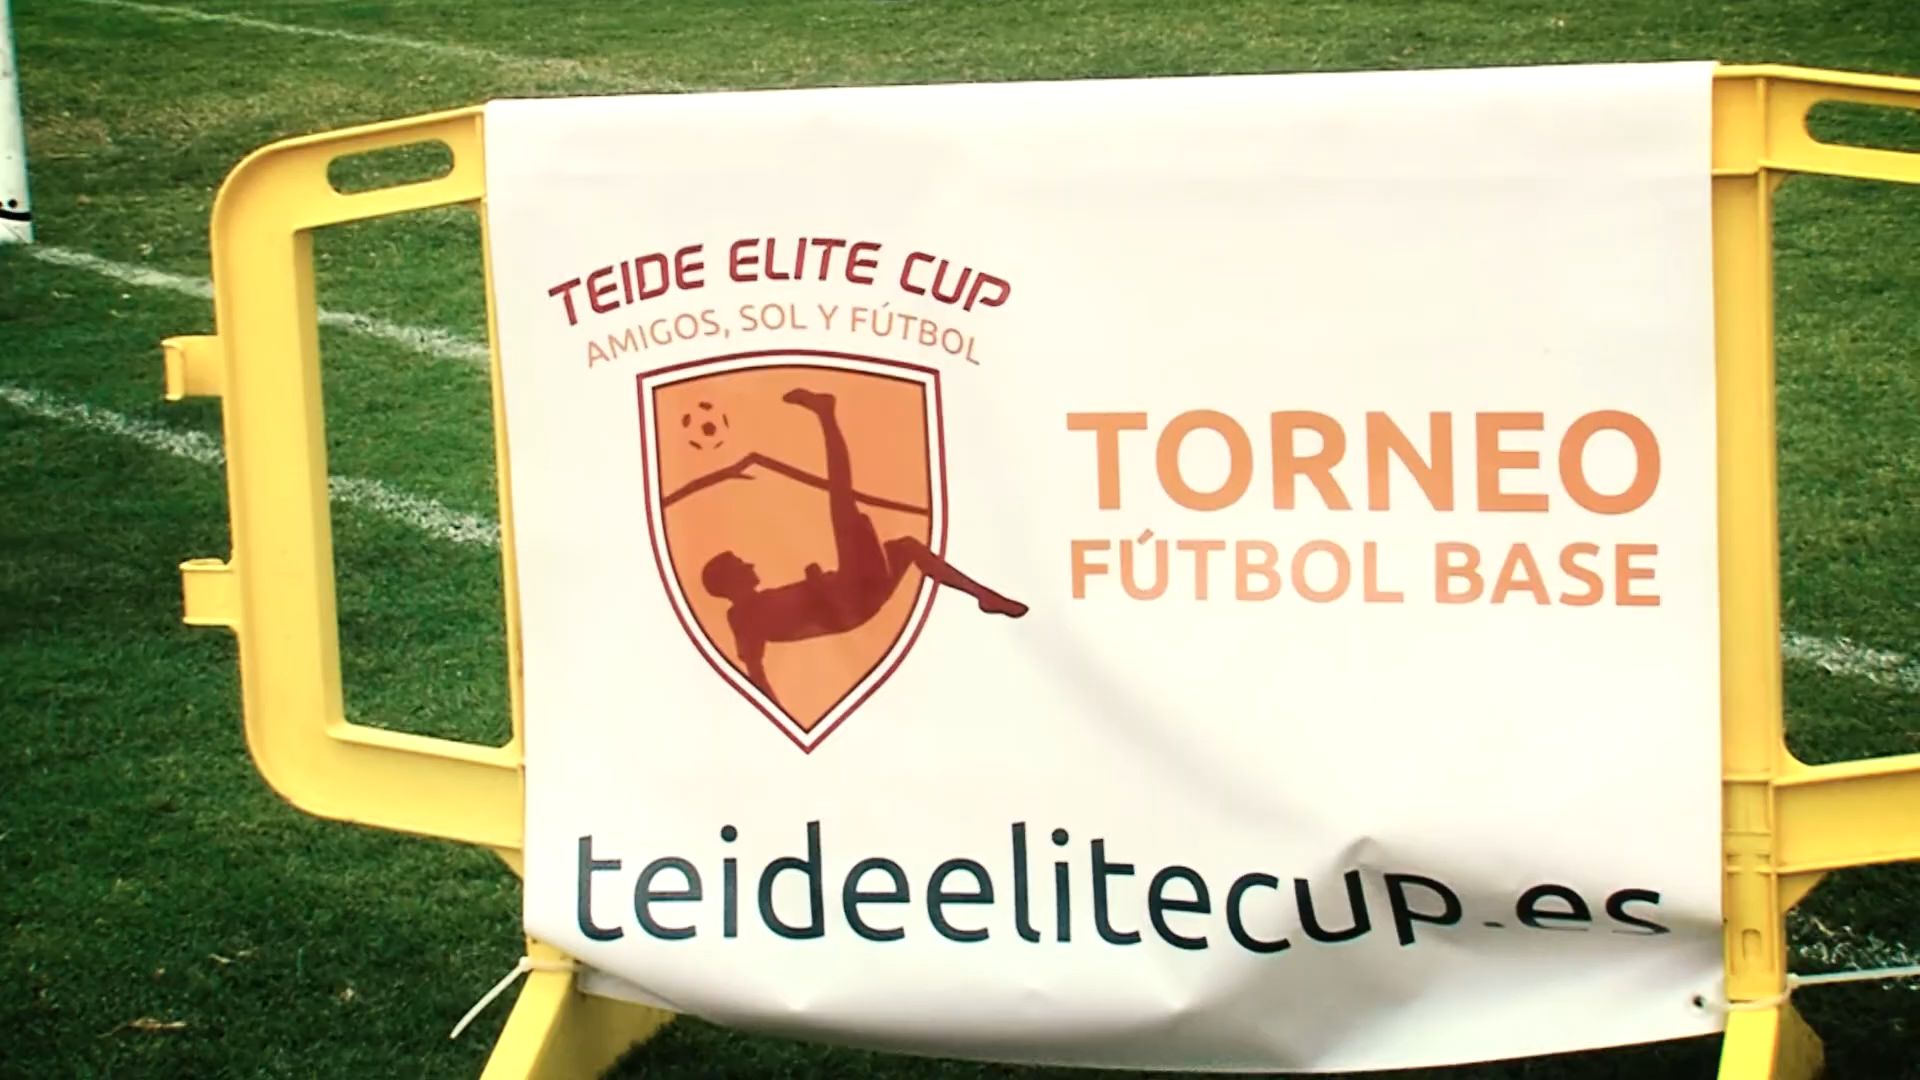 TEIDE ELITE CUP
AMIGOS, SOL Y FÚTBOL
TORNEO
FÚTBOL BASE
teideelitecup.es